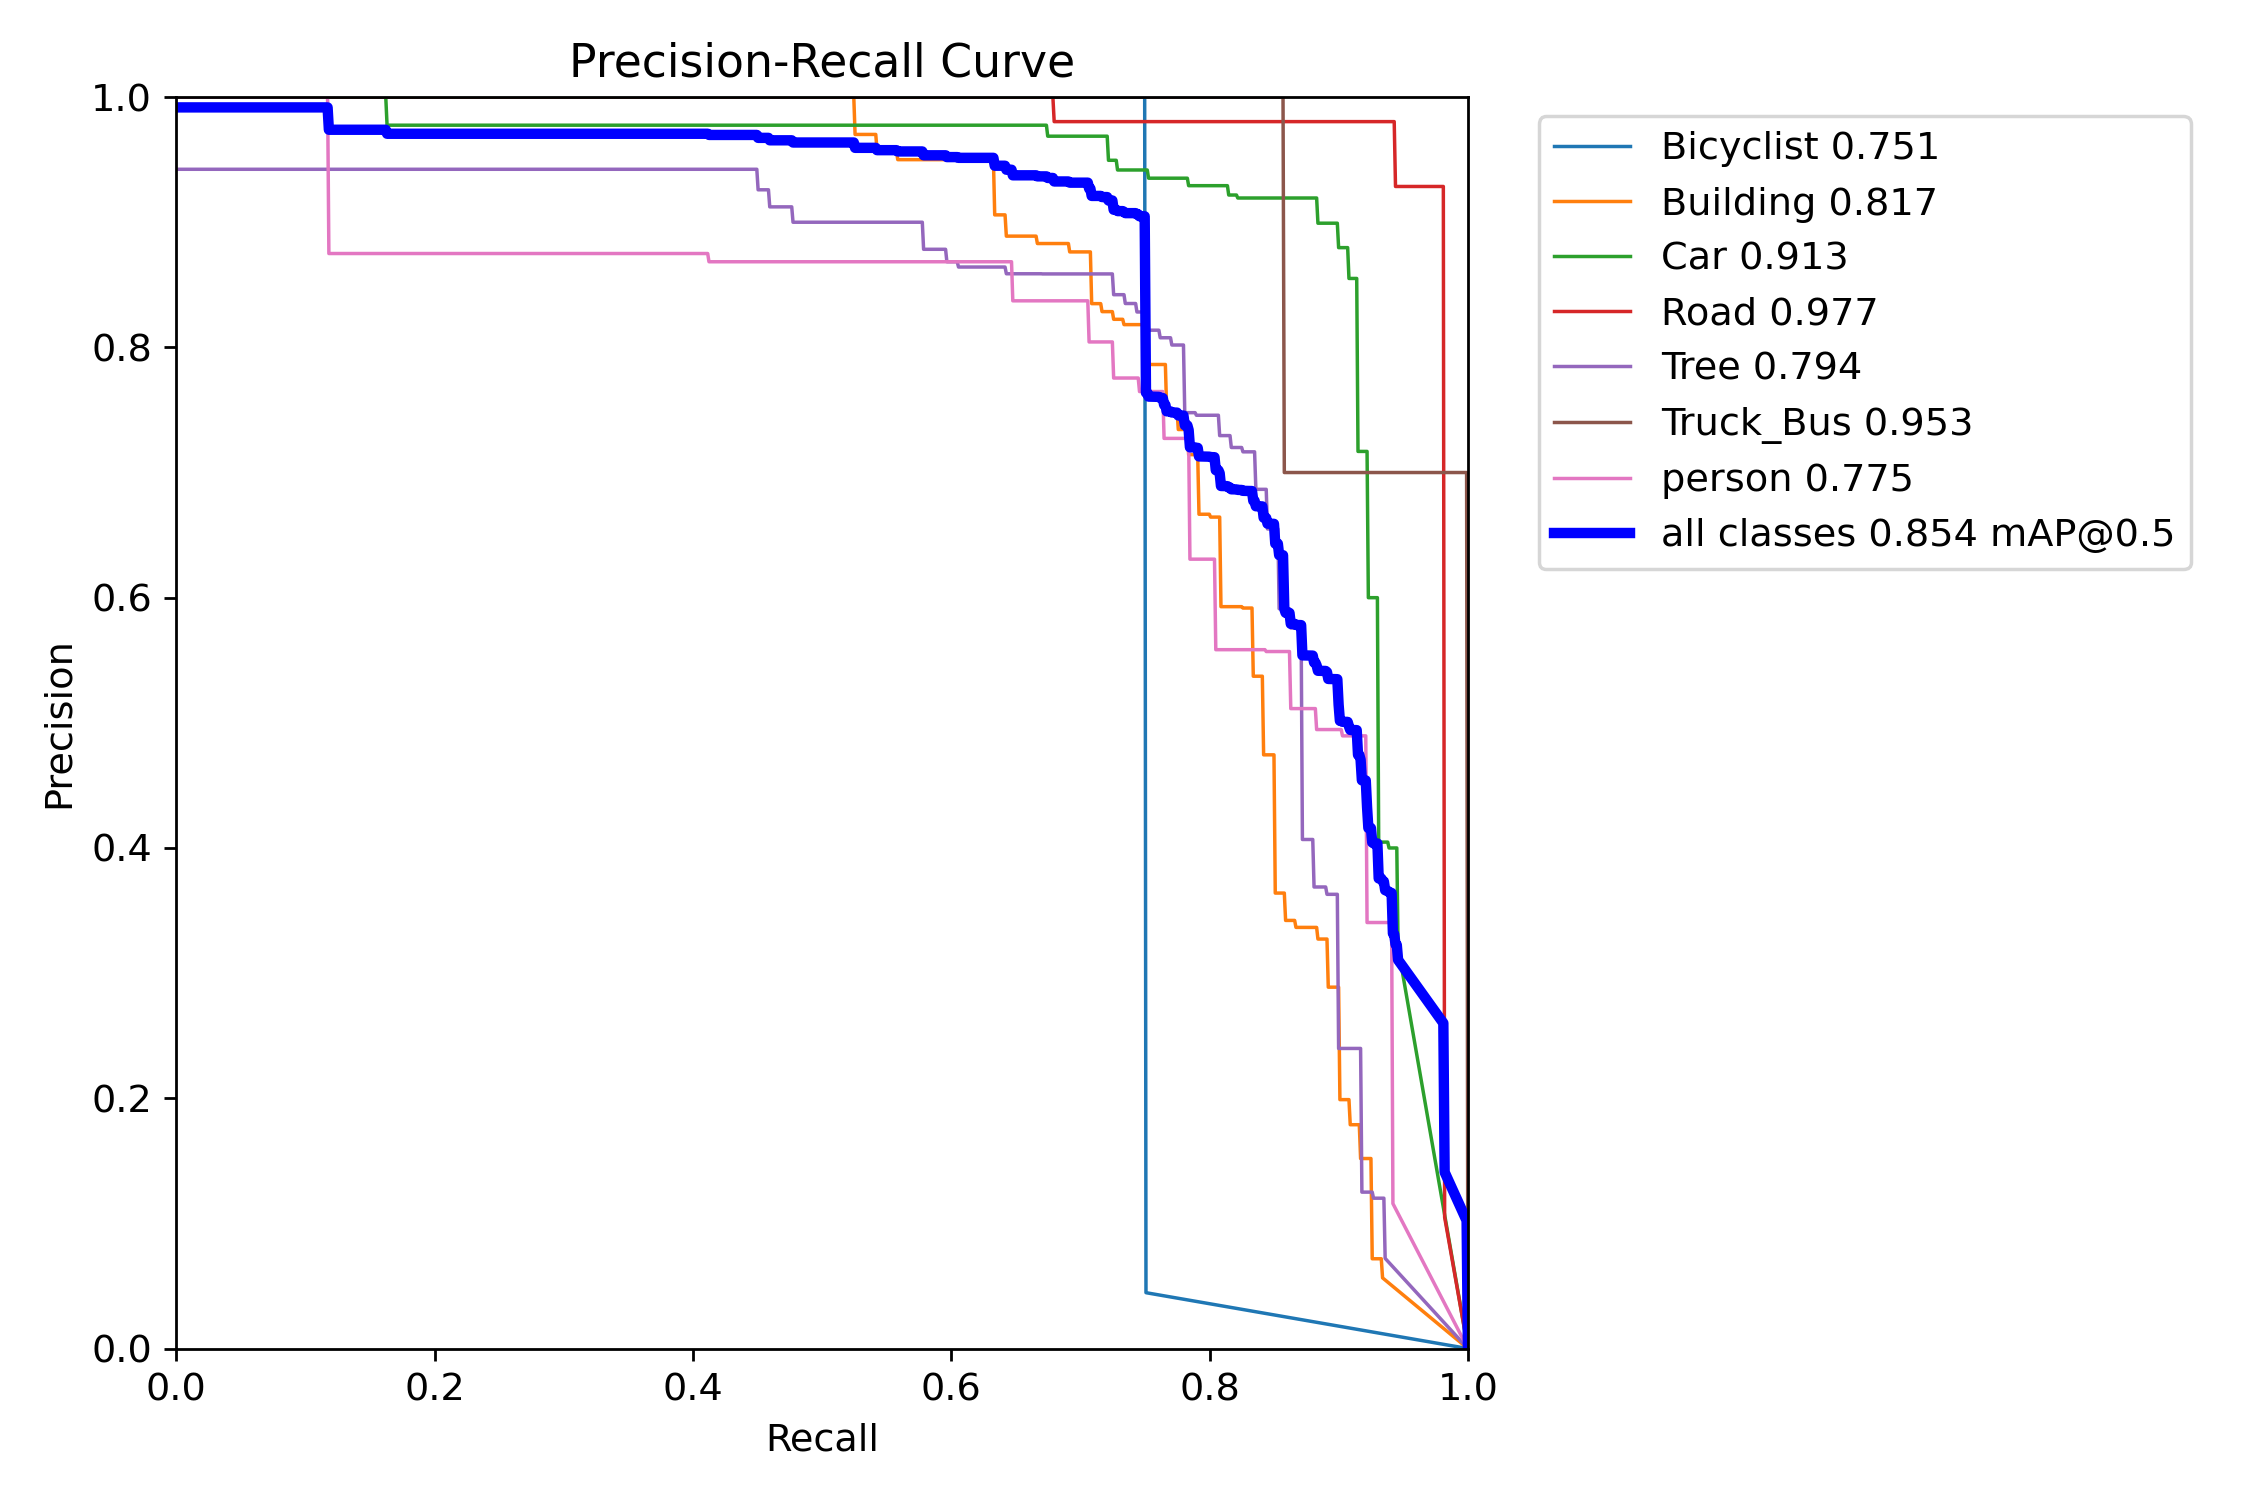 Precision-Recall Curve
1.0
0.8
0.6
0.4
0.2
0.0
Precision
0.0 0.2 0.4 0.6 0.8 1.0
Recall
Bicyclist 0.751
Building 0.817
Car 0.913
Road 0.977
Tree 0.794
Truck_Bus 0.953
person 0.775
all classes 0.854 mAP@0.5